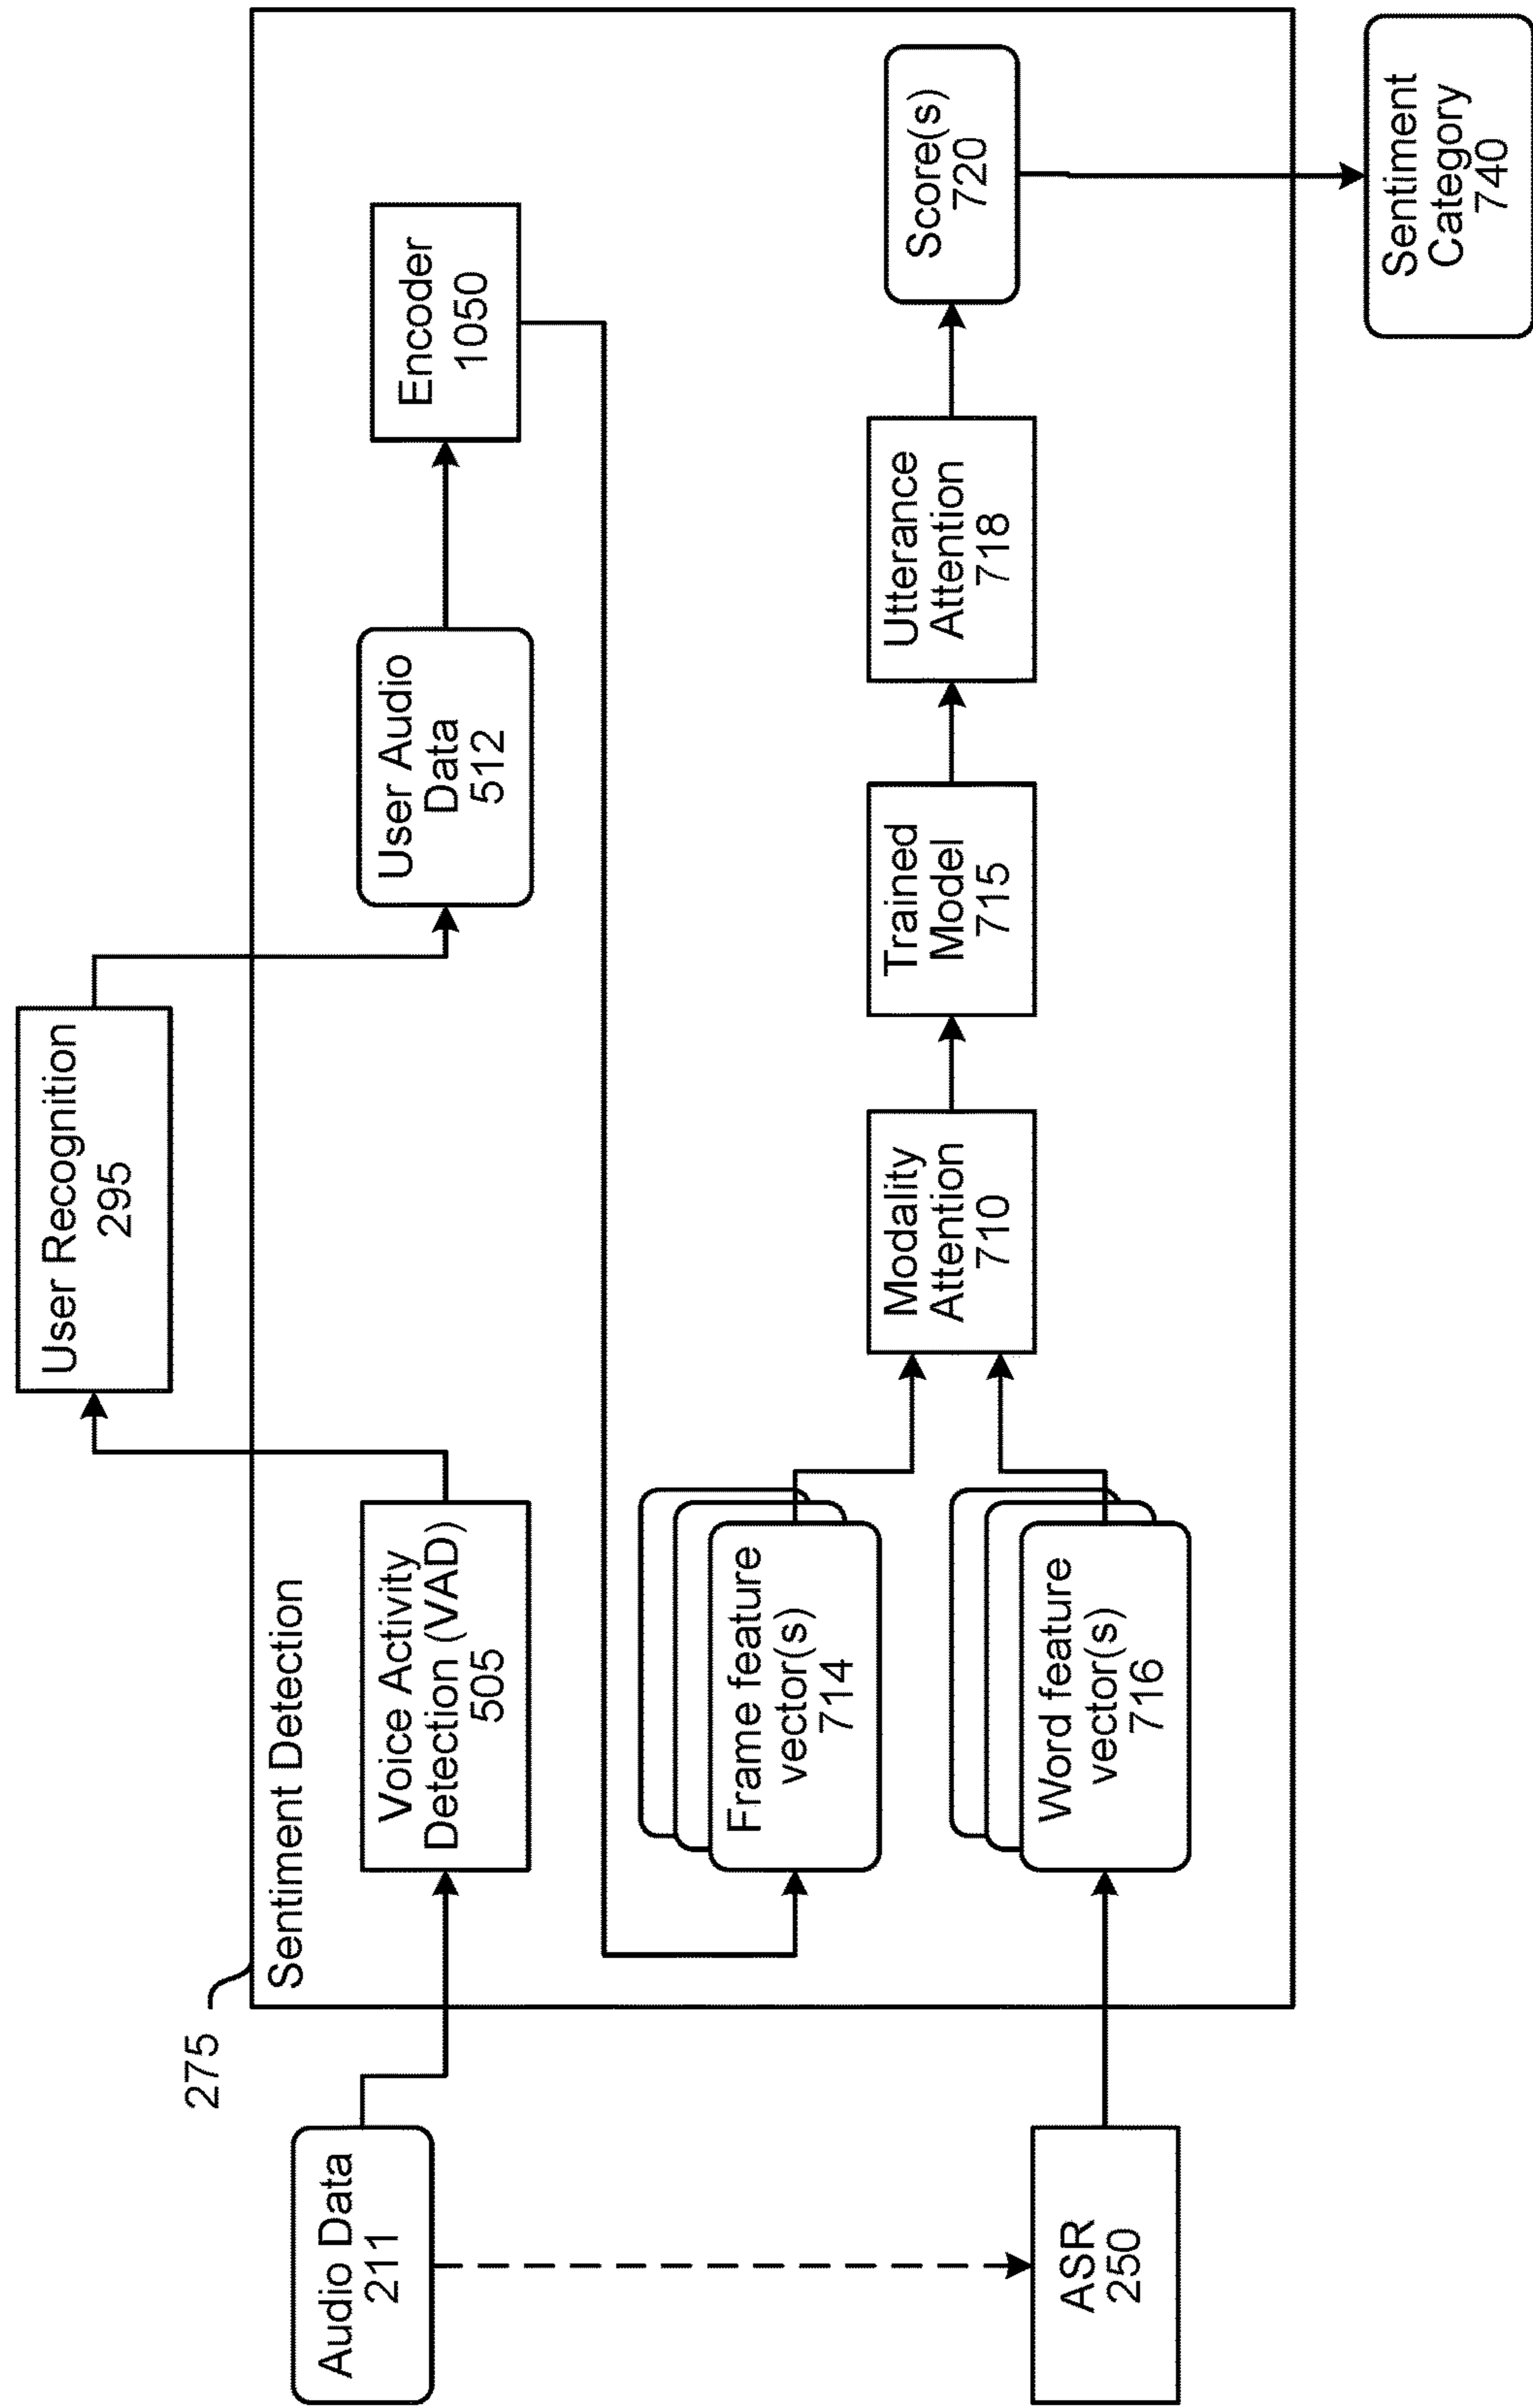 User Recognition
295
275
Sentiment Detection
Audio Data
211
Voice Activity
Detection (VAD)
505
User Audio
Data
512
Encoder
1050
Frame feature
vector(s)
714
Word feature
vector(s)
716
Modality
Attention
710
Trained
Model
715
Utterance
Attention
718
Score(s)
720
ASR
250
Sentiment
Category
740